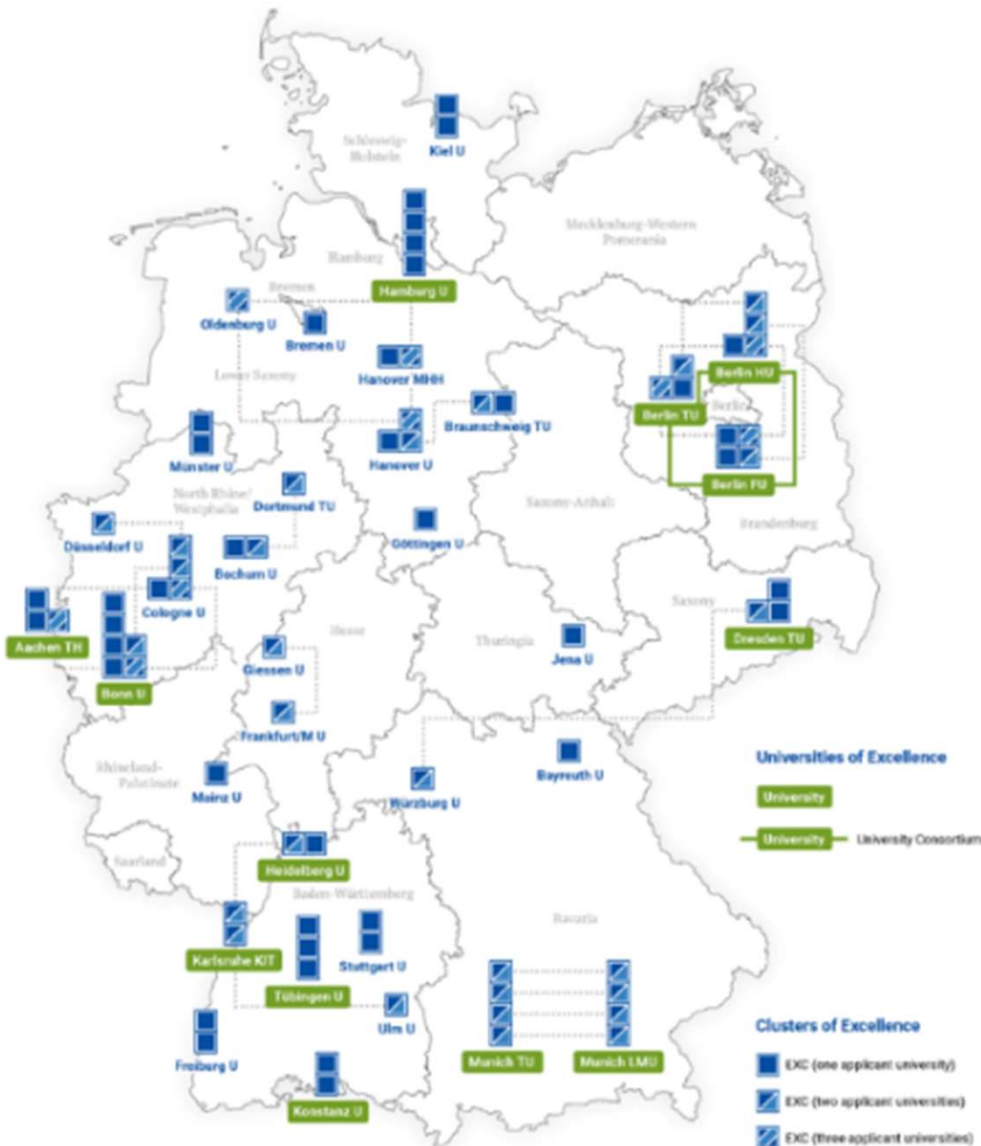 Schleswig-
Holstein
Kiel U
Mecklenburg-Western
Pomerania
Hamburg
Hamburg U
Bremen
Oldenburg U
Bremen U
Lower Saxony
Hanover MHH
Berlin HU
Berlin TU
Berlin
Braunschweig TU
Münster U
Hanover U
Berlin FU
North Rhine/
Westphalia
Dortmund TU
Saxony-Anhalt
Brandenburg
Düsseldorf U
Göttingen U
Bochum U
Cologne U
Saxony
Aachen TH
Hesse
Thuringia
Dresden TU
Giessen U
Jena U
Bonn U
Frankfurt/M U
Universities of Excellence
Rhineland-
Palatinate
Bayreuth U
Mainz U
Würzburg U
University
University
University Consortium
Saarland
Heidelberg U
Baden-Württemberg
Bavaria
Karlsruhe KIT
Stuttgart U
Tübingen U
Ulm U
Clusters of Excellence
Freiburg U
Munich TU
Munich LMU
EXC (one applicant university)
EXC (two applicant universities)
Konstanz U
EXC (three applicant universities)